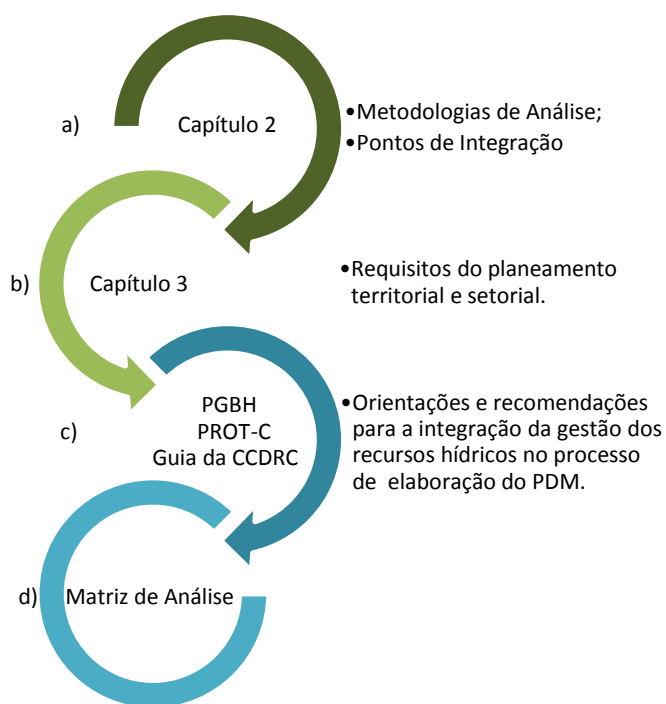 a)
Capítulo 2
•Metodologias de Análise;
•Pontos de Integração
b)
Capítulo 3
•Requisitos do planeamento
territorial e setorial.
c)
PGBH
PROT-C
Guia da CCDRC
•Orientações e recomendações
para a integração da gestão dos
recursos hídricos no processo
de elaboração do PDM.
d)
Matriz de Análise